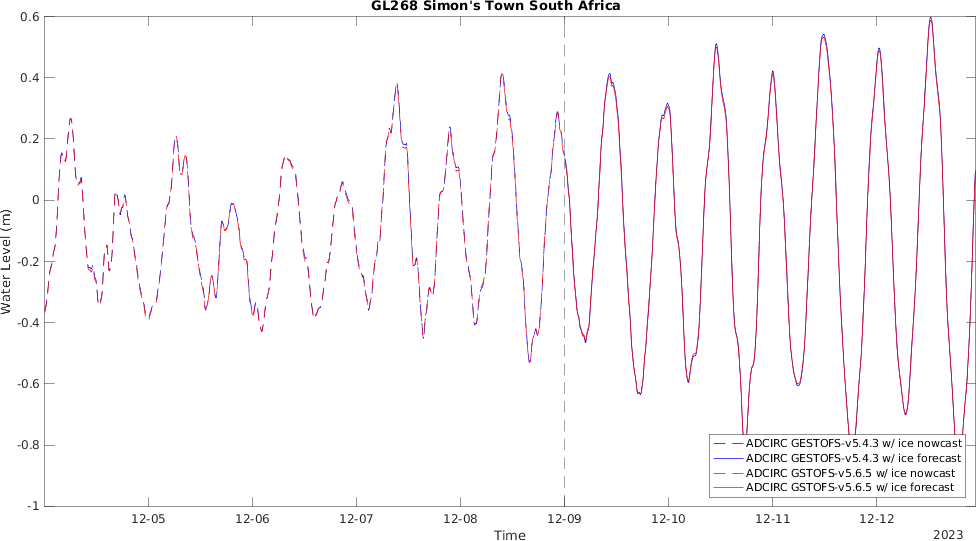 GL268 Simon's Town South Africa
0.6
0.4
0.2
0
-0.2
-0.4
-0.6
-0.8
-1
Water Level (m)
ADCIRC GESTOFS-v5.4.3 w/ ice nowcast
ADCIRC GESTOFS-v5.4.3 w/ ice forecast
ADCIRC GSTOFS-v5.6.5 w/ ice nowcast
ADCIRC GSTOFS-v5.6.5 w/ ice forecast
12-05 12-06 12-07 12-08 12-09 12-10 12-11 12-12
Time
2023